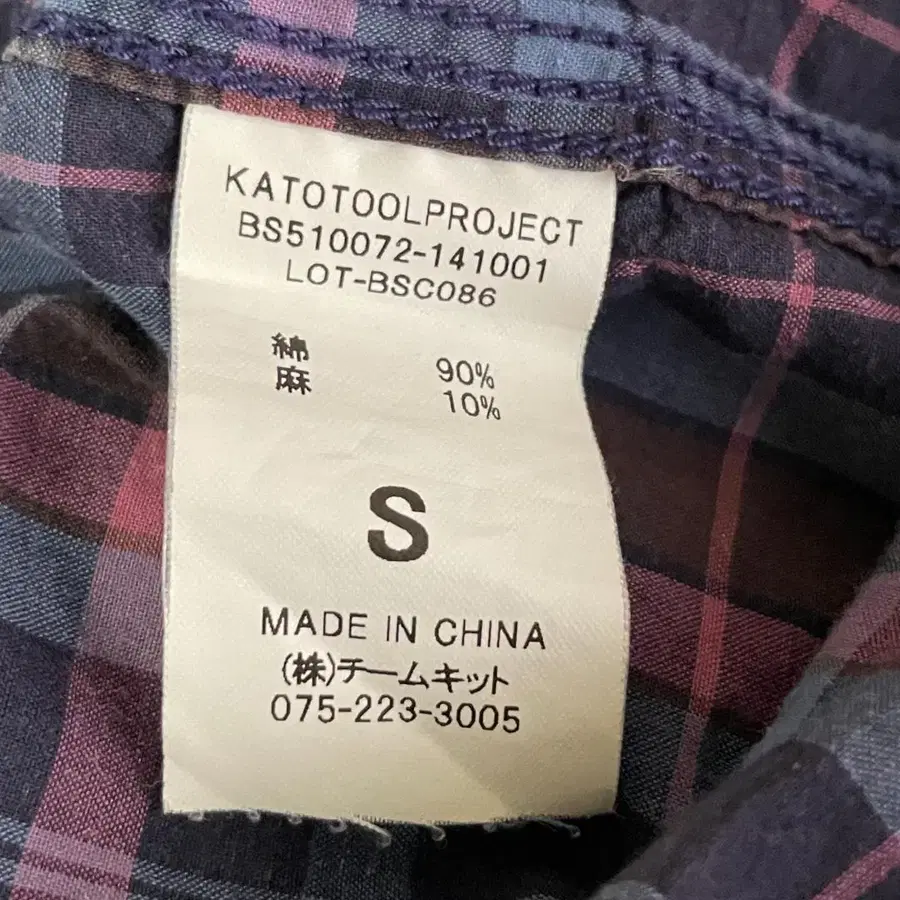 KATOTOOLPROJECT
BS510072-141001
LOT-BSC086
綿 90%
麻 10%
S
MADE IN CHINA
(株)チームキット
075-223-3005